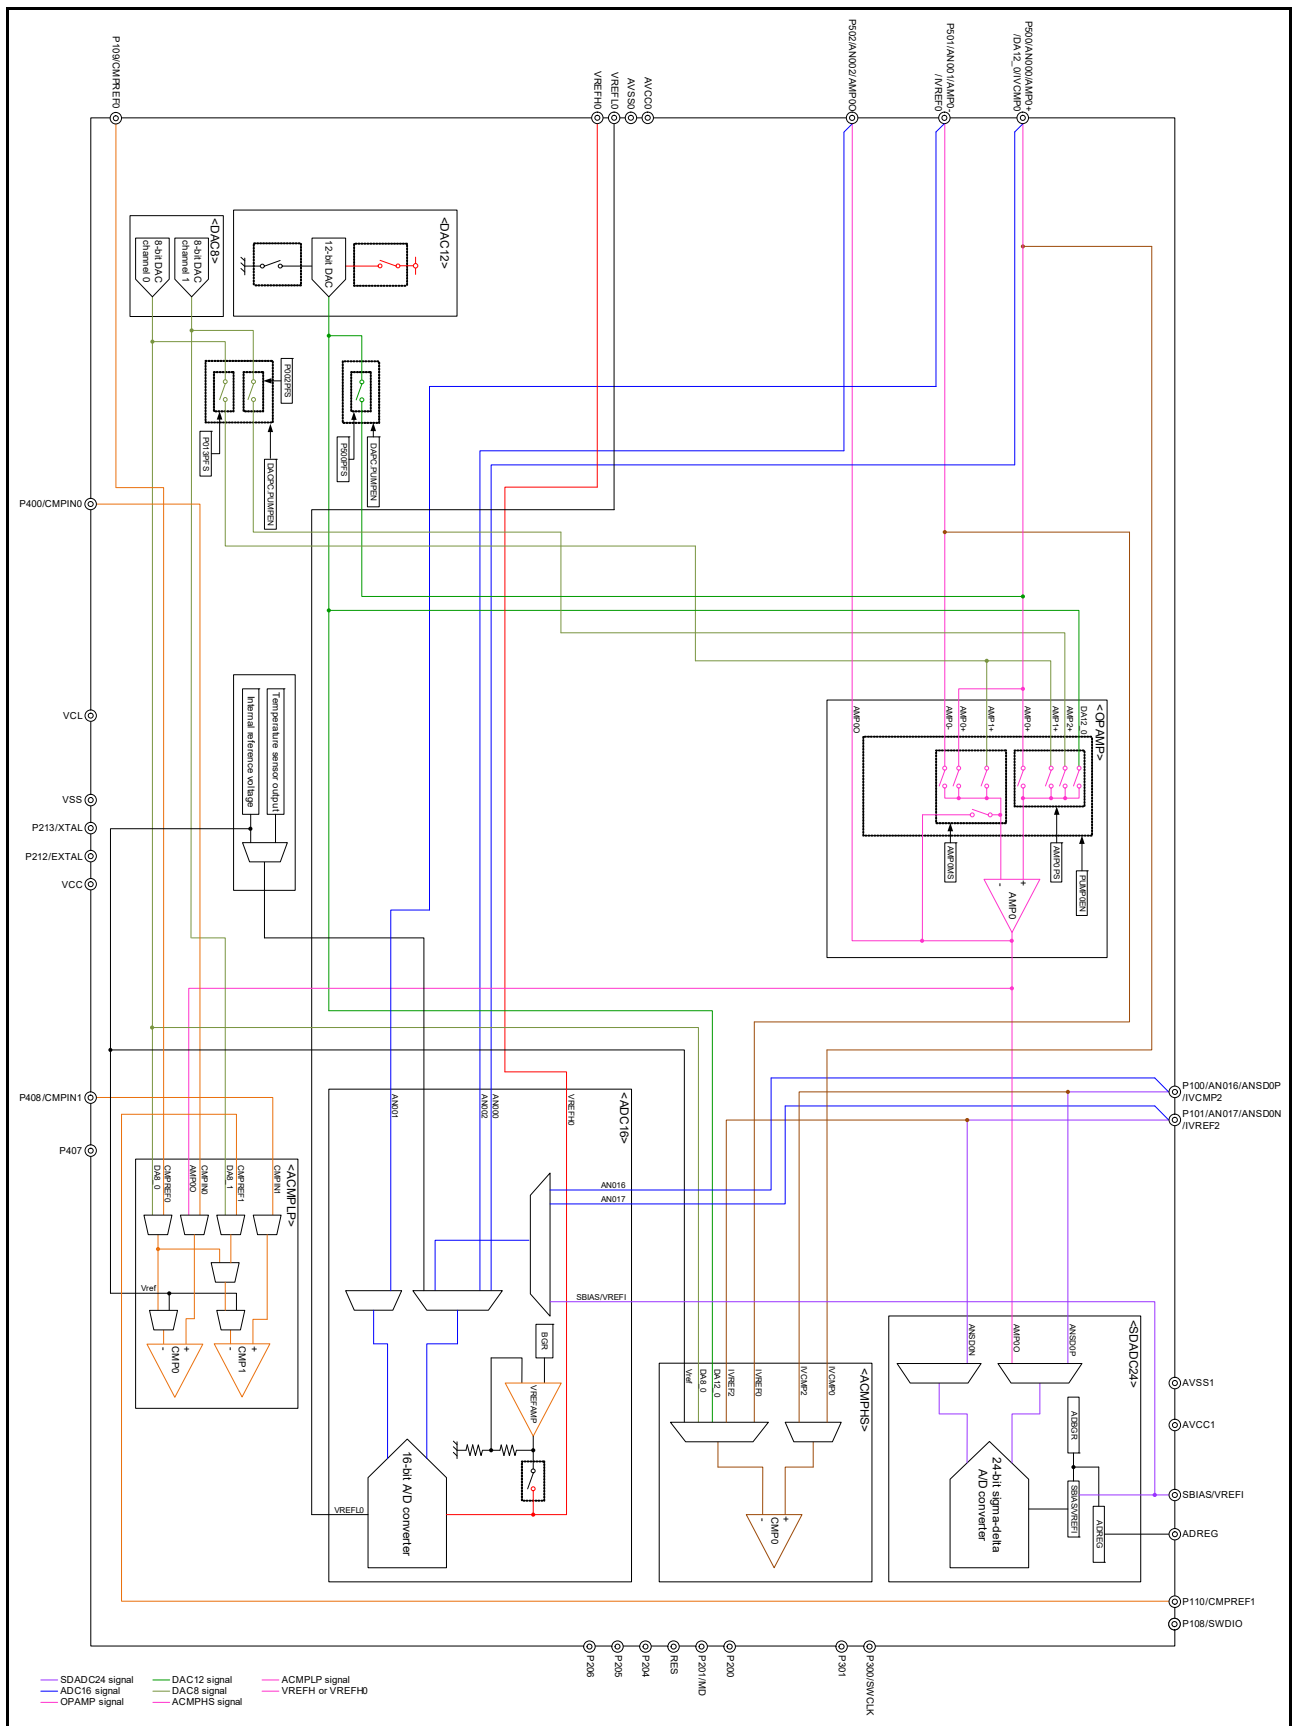 P109/CMPREF0
VREFH0
VREFL0
AVSS0
AVCC0
P502/AN002/AMP0O
P501/AN001/AMP0-
/IVREF0
P500/AN000/AMP0+
/DA12_0/IVCMP0
<DAC8>
8-bit DAC
channel 1
8-bit DAC
channel 0
<DAC12>
12-bit DAC
P002PFS
P013PFS
DACPC.PUMPEN
P500PFS
DAPC.PUMPEN
P400/CMPIN0
VCL
VSS
P213/XTAL
P212/EXTAL
VCC
P408/CMPIN1
P407
Temperature sensor output
Internal reference voltage
<OPAMP>
AMP0O
AMP0-
AMP0+
AMP1+
AMP0+
AMP1+
AMP2+
DA12_0
AMP0MS
AMP0PS
PUMP0EN
-
+
AMP0
P100/AN016/ANSD0P
/IVCMP2
P101/AN017/ANSD0N
/IVREF2
<ACMPLP>
DA8_0
CMPREF0
AMP0O
CMPIN0
DA8_1
CMPREF1
CMPIN1
Vref
-
+
CMP0
-
+
CMP1
<ADC16>
AN001
AN002
AN000
VREFH0
AN016
AN017
SBIAS/VREFI
BGR
VREFAMP
VREFL0
16-bit A/D converter
<ACMPHS>
Vref
DA8_0
DA12_0
IVREF2
IVREF0
IVCMP2
IVCMP0
-
+
CMP0
<SDADC24>
ANSD0N
AMP0O
ANSD0P
ADBGR
SBIAS/VREFI
ADREG
24-bit sigma-delta
A/D converter
AVSS1
AVCC1
SBIAS/VREFI
ADREG
P110/CMPREF1
P108/SWDIO
P206
P205
P204
RES
P201/MD
P200
P301
P300/SWCLK
SDADC24 signal
ADC16 signal
OPAMP signal
DAC12 signal
DAC8 signal
ACMPHS signal
ACMPLP signal
VREFH or VREFH0